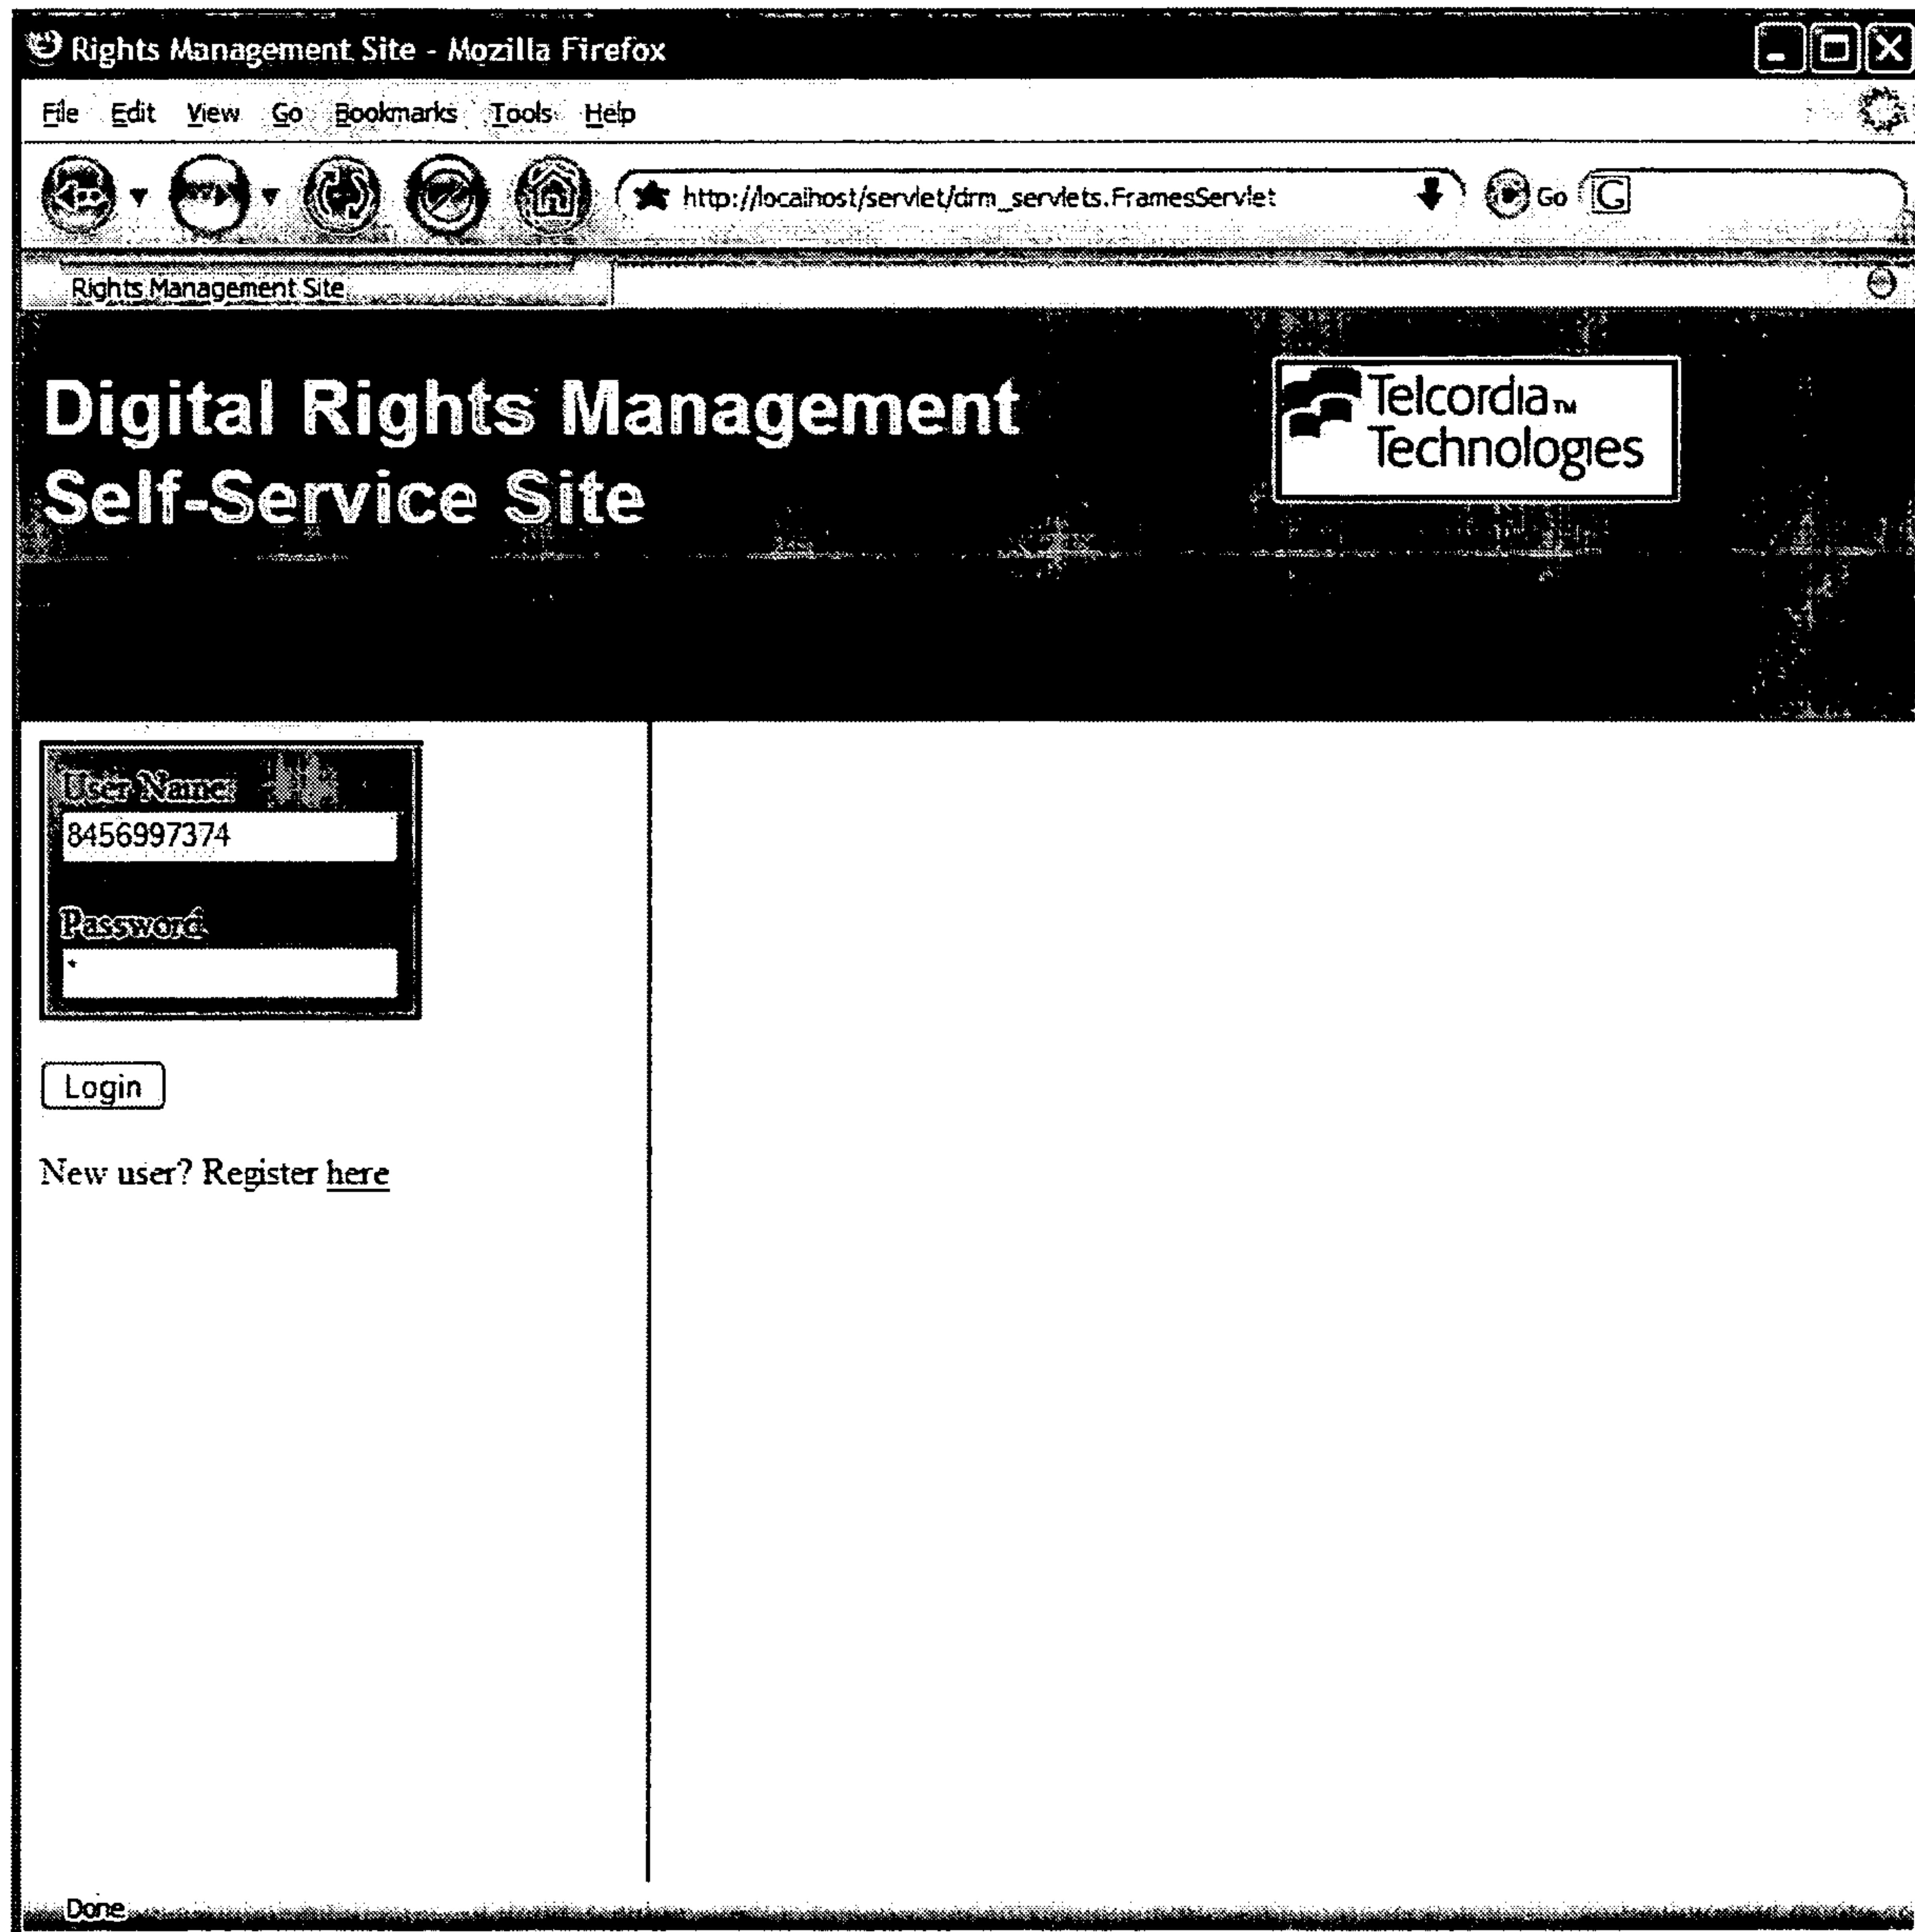 Rights Management Site - Mozilla Firefox
File Edit View Go Bookmarks Tools Help
http://localhost/servlet/drm_servlets.FramesServlet
Go
G
Rights Management Site
Digital Rights Management
Self-Service Site
Telcordia™
Technologies
User Name:
8456997374
Password:
*
Login
New user? Register here
Done